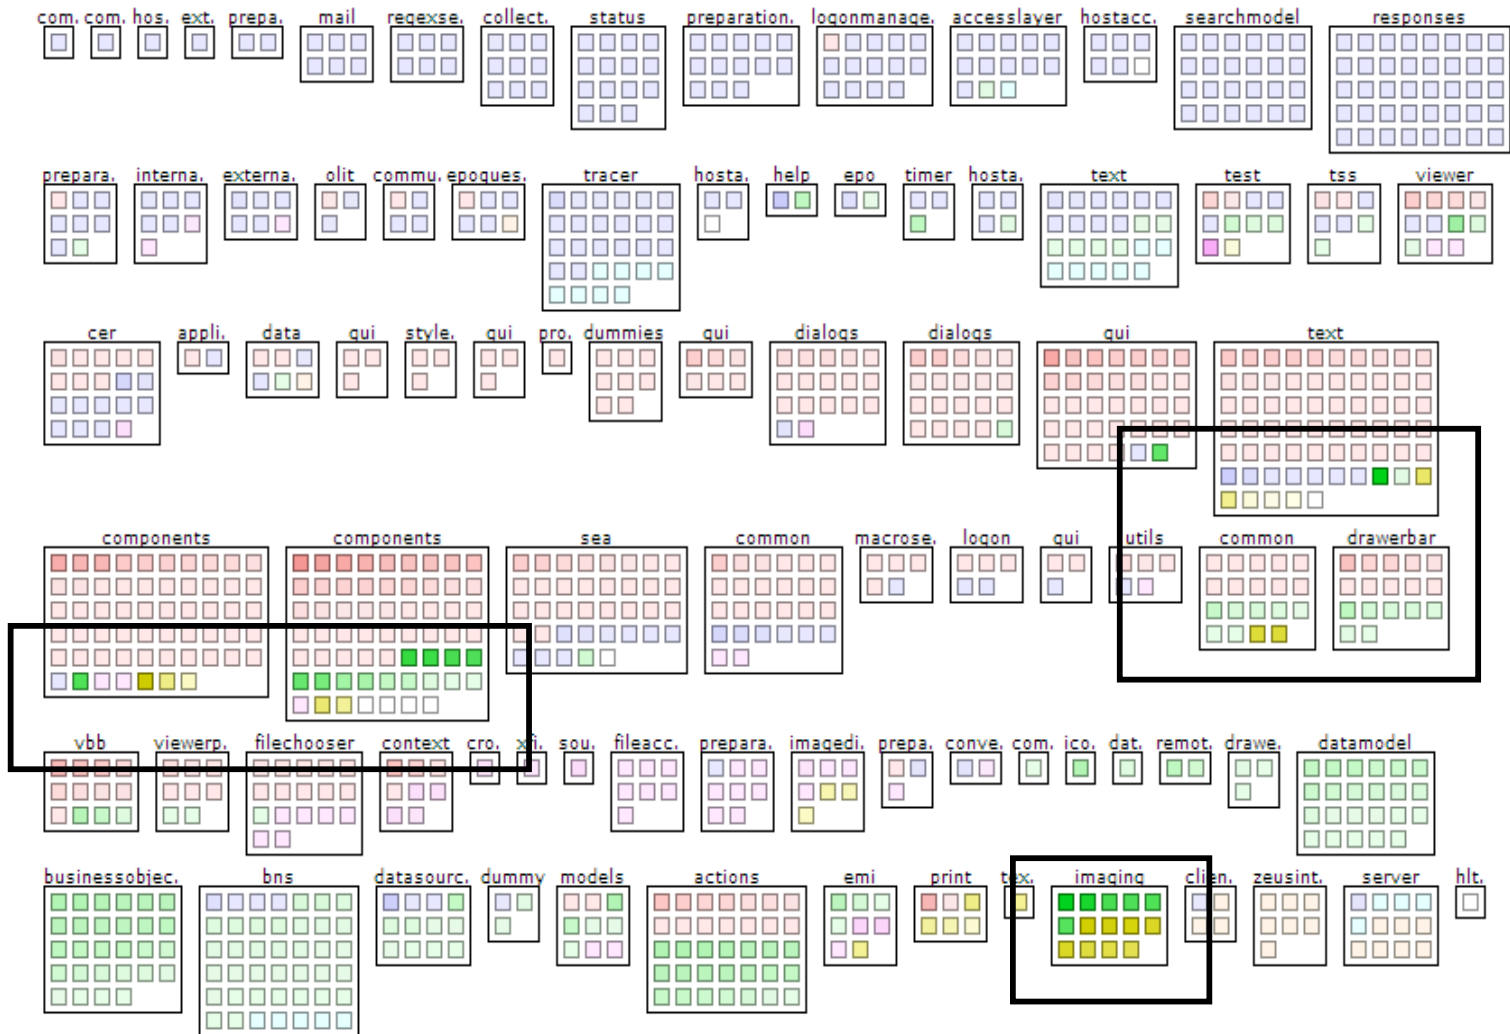 com. com. hos. ext. prepa. mail regexse. collect. status preparation. logonmanage. accesslayer hostacc. searchmodel responses
prepara. interna. externa. olit commu. epoques. tracer hosta. help epo timer hosta. text test tss viewer
cer appli. data gui style. gui pro. dummies gui dialogs dialogs gui text
components components sea common macrose. logon gui utils common drawerbar
vbb viewerp. filechooser context cro. xfi. sou. fileacc. prepara. imagedi. prepa. conve. com. ico. dat. remot. drawe. datamodel
businessobjec. bns datasourc. dummy models actions emi print tex. imaging clien. zeusint. server hlt.